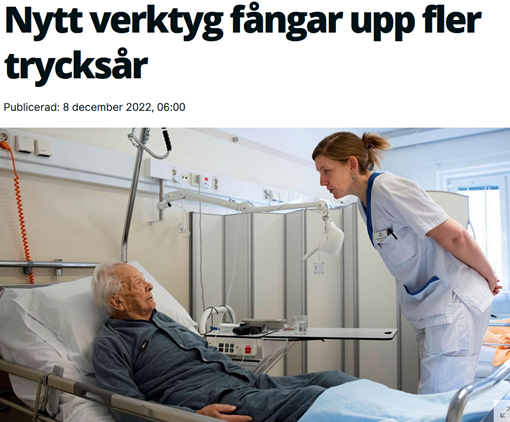 Nytt verktyg fångar upp fler
trycksår
Publicerad: 8 december 2022, 06:00